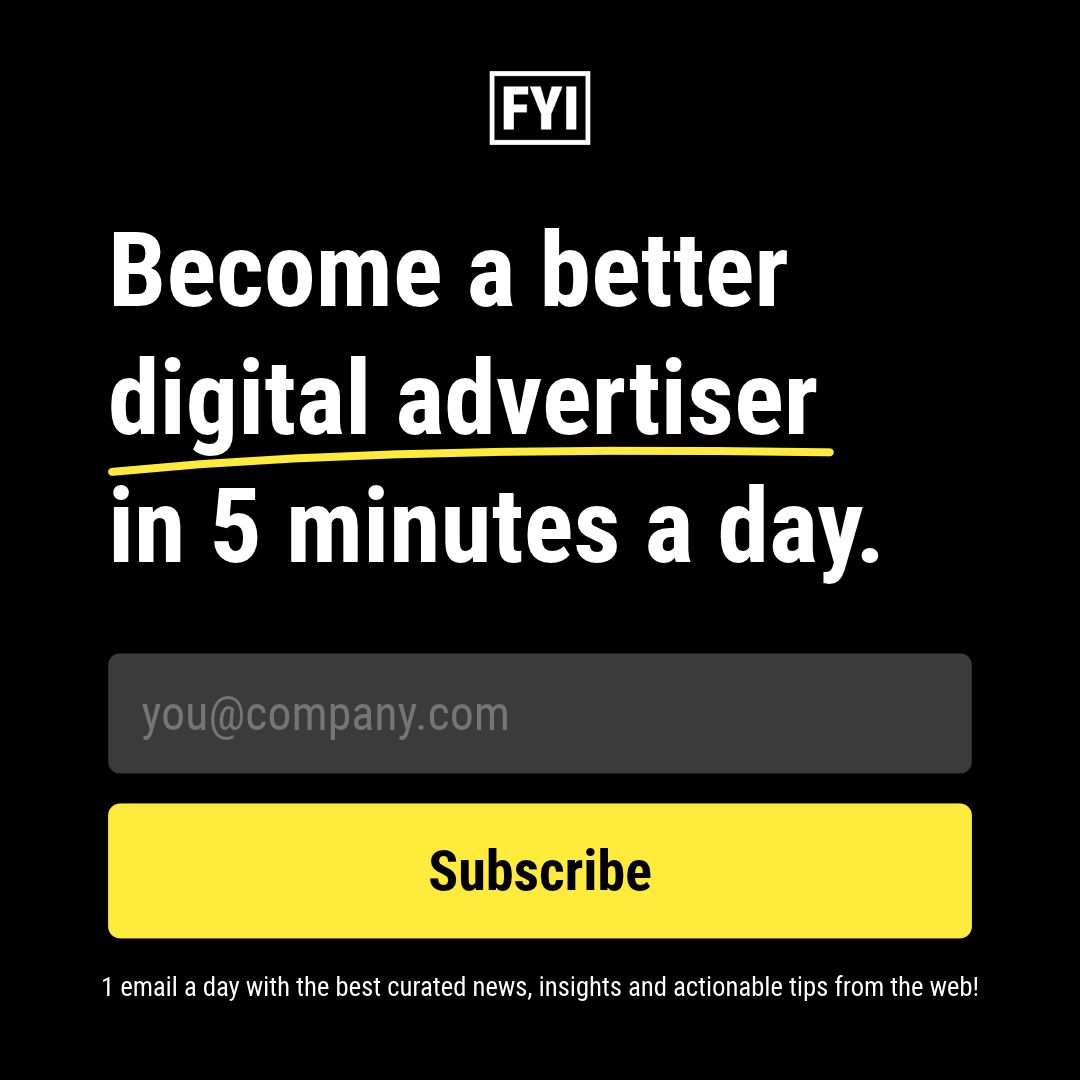 FYI
Become a better
digital advertiser
in 5 minutes a day.
you@company.com
Subscribe
1 email a day with the best curated news, insights and actionable tips from the web!